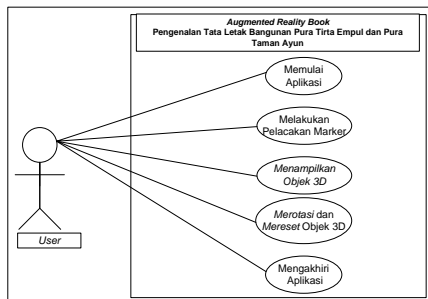 Augmented Reality Book
Pengenalan Tata Letak Bangunan Pura Tirta Empul dan Pura
Taman Ayun
Memulai
Aplikasi
Melakukan
Pelacakan Marker
Menampilkan
Objek 3D
Merotasi dan
Mereset Objek 3D
Mengakhiri
Aplikasi
User